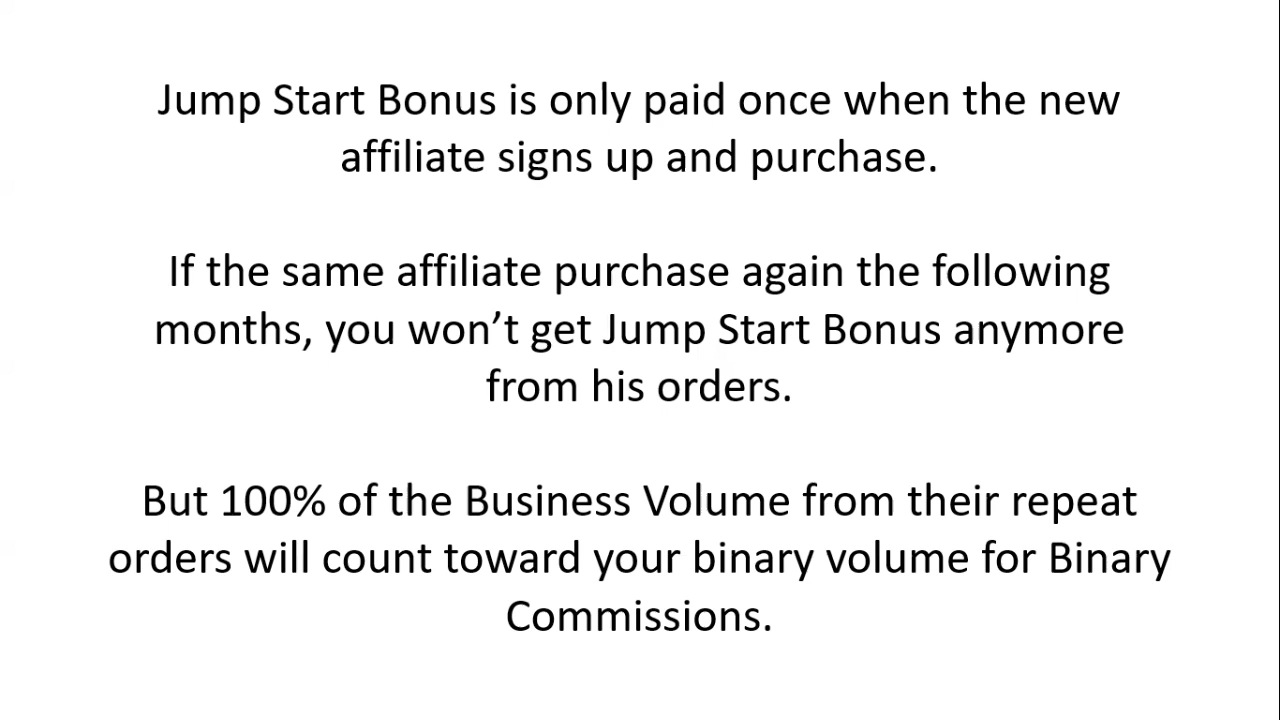 Jump Start Bonus is only paid once when the new
affiliate signs up and purchase.
If the same affiliate purchase again the following
months, you won’t get Jump Start Bonus anymore
from his orders.
But 100% of the Business Volume from their repeat
orders will count toward your binary volume for Binary
Commissions.